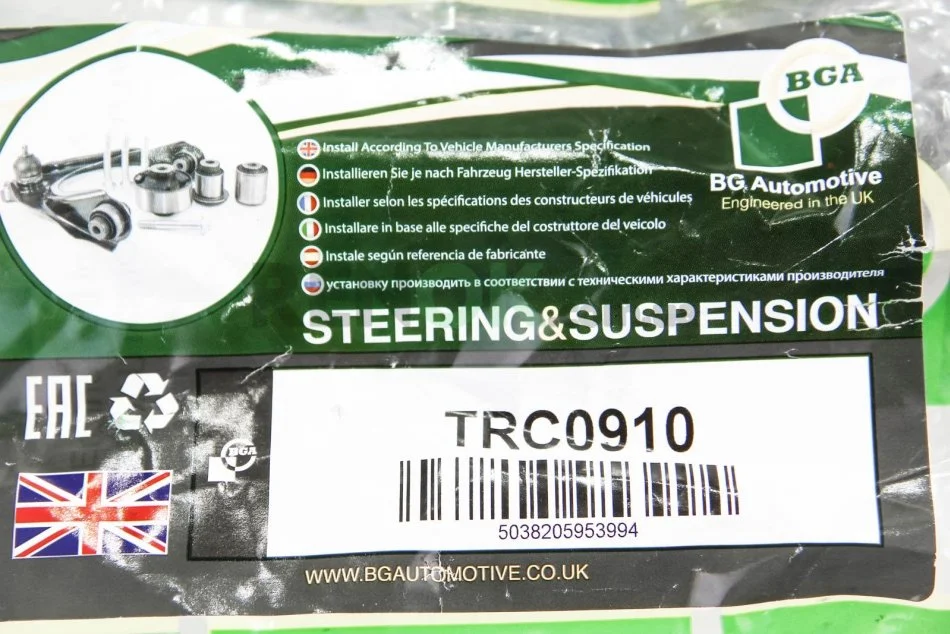 BGA
BG Automotive
Engineered in the UK
Install According To Vehicle Manufacturers Specification
Installieren Sie je nach Fahrzeug Hersteller-Spezifikation
Installer selon les spécifications des constructeurs de véhicules
Installare in base alle specifiche del costruttore del veicolo
Instale según referencia de fabricante
установку производить в соответствии с техническими характеристиками производителя
STEERING&SUSPENSION
EAC
BGA
TRC0910
5038205953994
WWW.BGAUTOMOTIVE.CO.UK